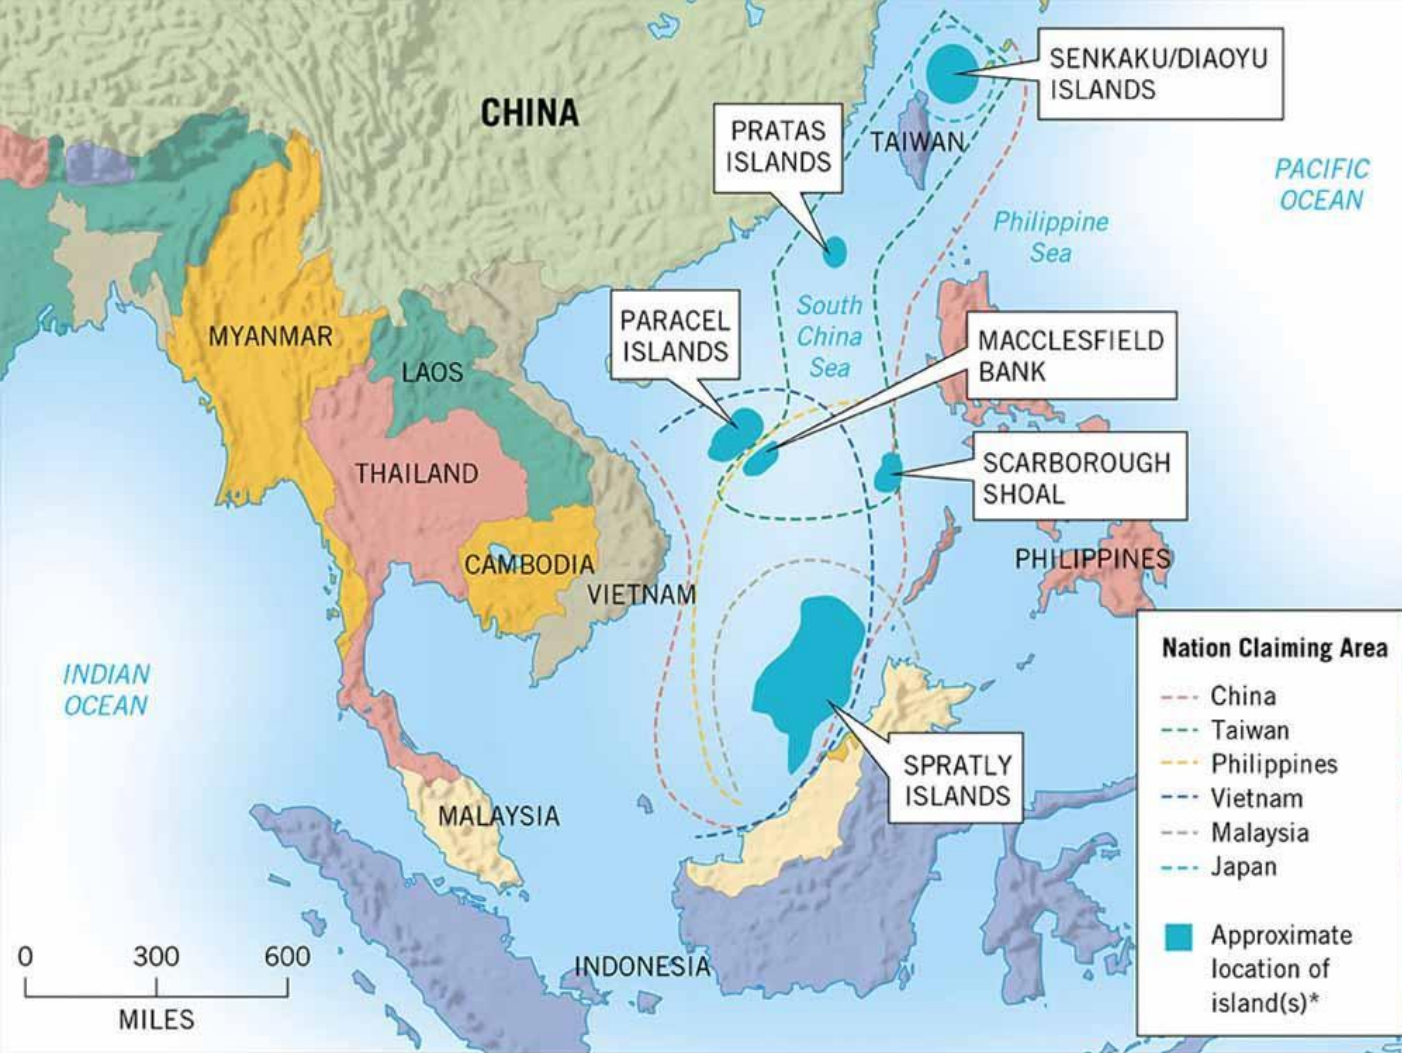 CHINA
SENKAKU/DIAOYU
ISLANDS
PRATAS
ISLANDS
TAIWAN
PACIFIC
OCEAN
Philippine
Sea
PARACEL
ISLANDS
South
China
Sea
MACCLESFIELD
BANK
MYANMAR
LAOS
THAILAND
SCARBOROUGH
SHOAL
CAMBODIA
VIETNAM
PHILIPPINES
INDIAN
OCEAN
SPRATLY
ISLANDS
MALAYSIA
INDONESIA
0 300 600
MILES
Nation Claiming Area
China
Taiwan
Philippines
Vietnam
Malaysia
Japan
Approximate
location of
island(s)*